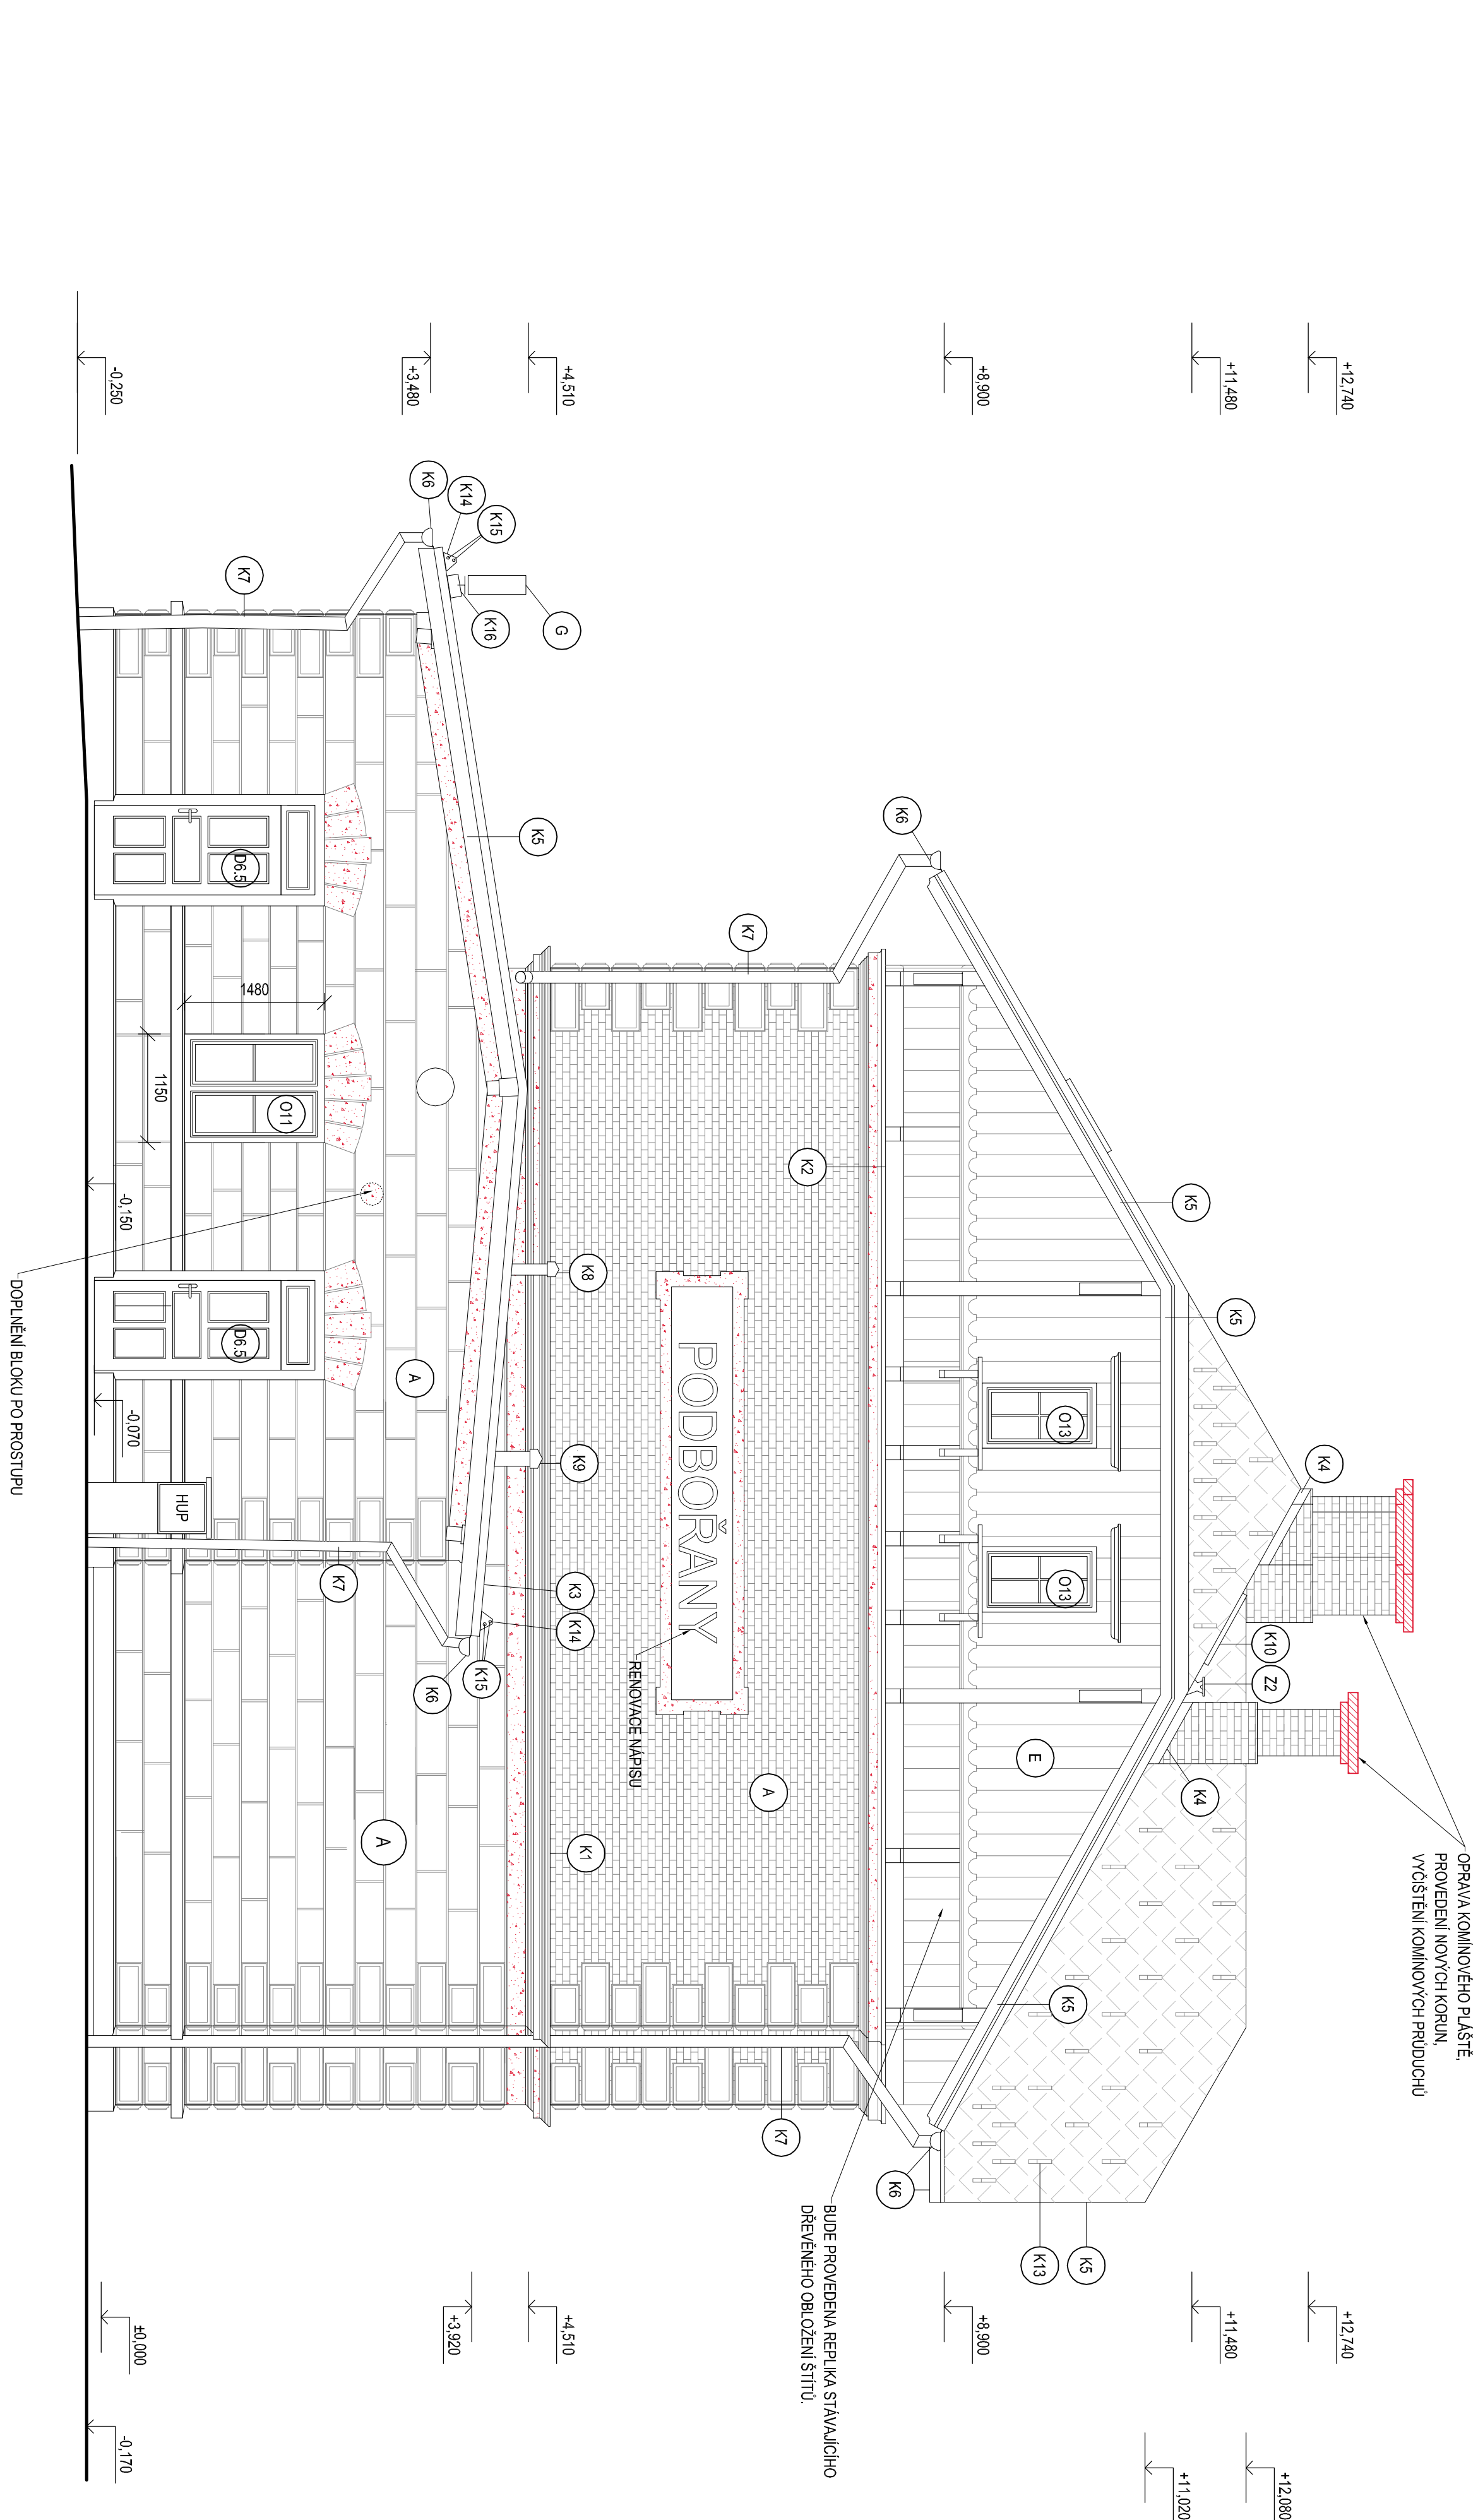 OPRAVA KOMÍNOVÉHO PLÁŠTĚ,
PROVEDENÍ NOVÝCH KORUN,
VYČIŠTĚNÍ KOMÍNOVÝCH PRŮDUCHŮ
+12,740
+12,740
+12,080
K4
K10
Z2
+11,480
K5
K5
K4
K5
+11,480
+11,020
O13
O13
E
K5
K13
+8,900
K6
K6
+8,900
BUDE PROVEDENA REPLIKA STÁVAJÍCÍHO
DŘEVĚNÉHO OBLOŽENÍ ŠTÍTŮ.
K2
K7
A
K7
PODBOŘANY
RENOVACE NÁPISU
+4,510
G
K5
K8
K9
K3
K14
K1
+4,510
K15
K14
K6
K16
K15
K6
+3,480
A
A
+3,920
K7
D6.5
1480
O11
D6.5
K7
1150
HUP
-0,250
-0,150
-0,070
±0,000
-0,170
DOPLNĚNÍ BLOKU PO PROSTUPU